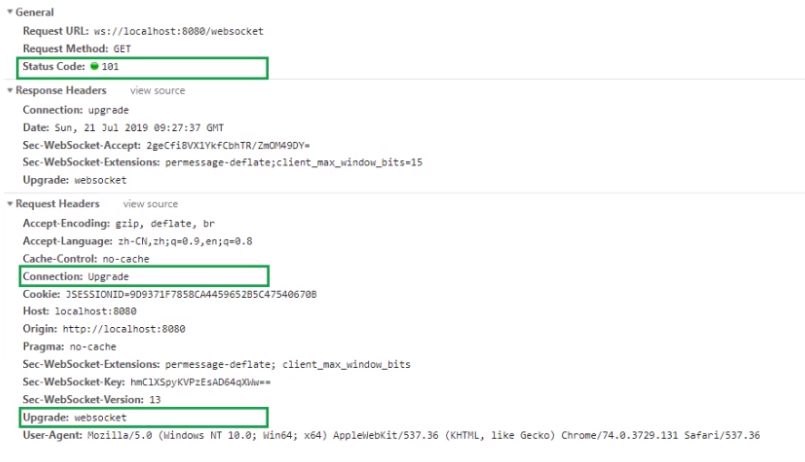 General
Request URL: ws://localhost:8080/websocket
Request Method: GET
Status Code: 101
Response Headers view source
Connection: upgrade
Date: Sun, 21 Jul 2019 09:27:37 GMT
Sec-WebSocket-Accept: 2geCfi8VX1YkfCbhTR/ZmOM49DY=
Sec-WebSocket-Extensions: permessage-deflate;client_max_window_bits=15
Upgrade: websocket
Request Headers view source
Accept-Encoding: gzip, deflate, br
Accept-Language: zh-CN,zh;q=0.9,en;q=0.8
Cache-Control: no-cache
Connection: Upgrade
Cookie: JSESSIONID=9D9371F7858CA4459652B5C47540670B
Host: localhost:8080
Origin: http://localhost:8080
Pragma: no-cache
Sec-WebSocket-Extensions: permessage-deflate; client_max_window_bits
Sec-WebSocket-Key: hmClXSpyKVPzEsAD64qXWw==
Sec-WebSocket-Version: 13
Upgrade: websocket
User-Agent: Mozilla/5.0 (Windows NT 10.0; Win64; x64) AppleWebKit/537.36 (KHTML, like Gecko) Chrome/74.0.3729.131 Safari/537.36